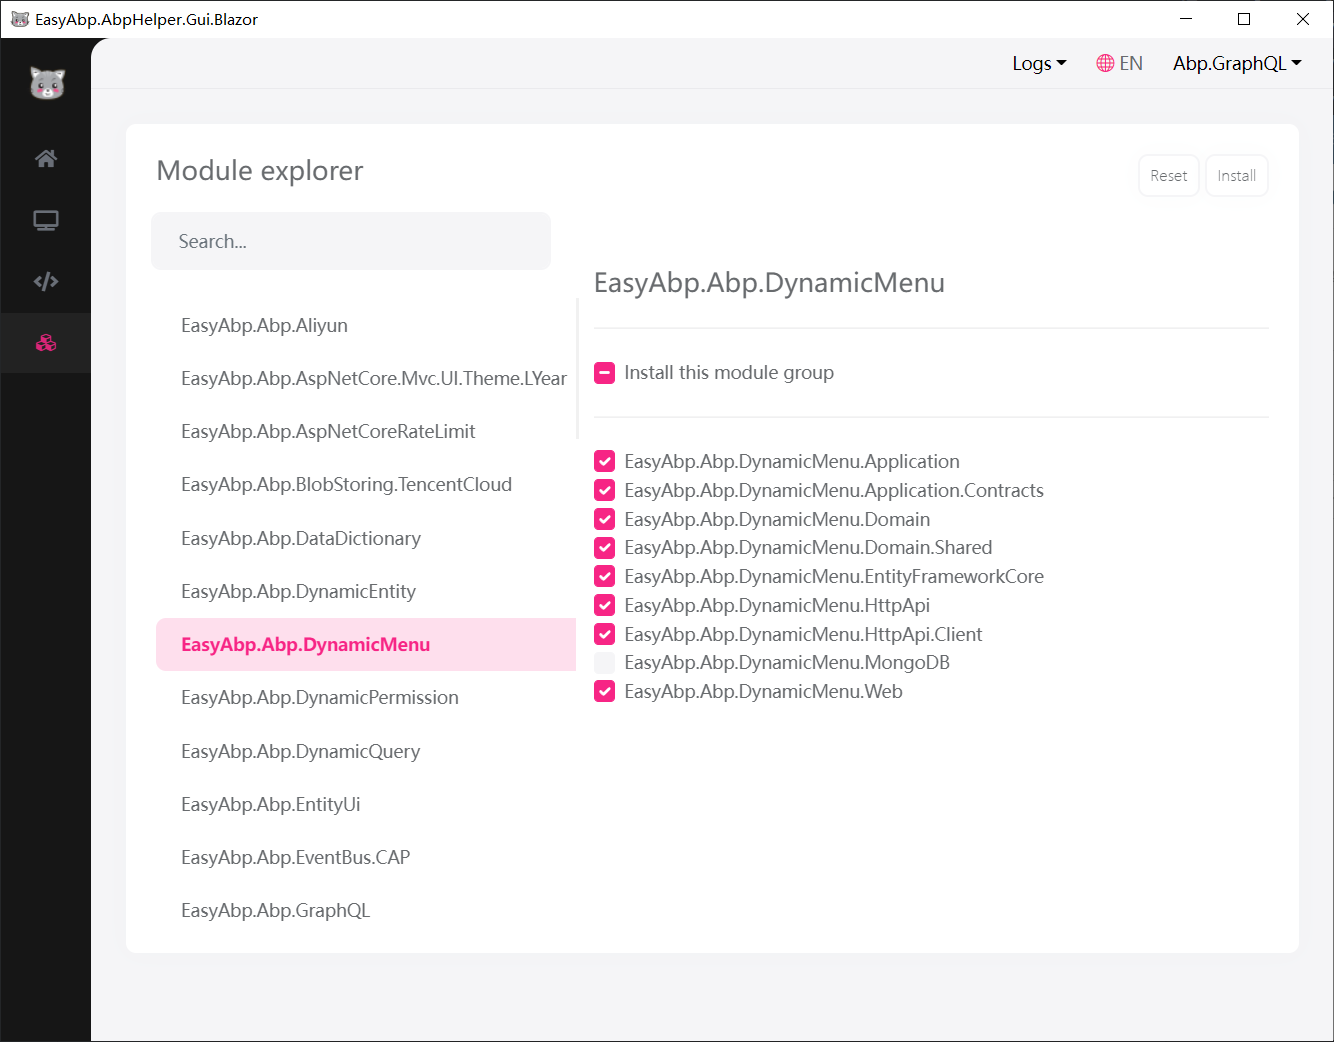 EasyAbp.AbpHelper.Gui.Blazor
Logs EN Abp.GraphQL
Module explorer
Reset Install
Search...
EasyAbp.Abp.Aliyun
EasyAbp.Abp.AspNetCore.Mvc.UI.Theme.LYear
EasyAbp.Abp.AspNetCoreRateLimit
EasyAbp.Abp.BlobStoring.TencentCloud
EasyAbp.Abp.DataDictionary
EasyAbp.Abp.DynamicEntity
EasyAbp.Abp.DynamicMenu
EasyAbp.Abp.DynamicPermission
EasyAbp.Abp.DynamicQuery
EasyAbp.Abp.EntityUi
EasyAbp.Abp.EventBus.CAP
EasyAbp.Abp.GraphQL
EasyAbp.Abp.DynamicMenu
Install this module group
EasyAbp.Abp.DynamicMenu.Application
EasyAbp.Abp.DynamicMenu.Application.Contracts
EasyAbp.Abp.DynamicMenu.Domain
EasyAbp.Abp.DynamicMenu.Domain.Shared
EasyAbp.Abp.DynamicMenu.EntityFrameworkCore
EasyAbp.Abp.DynamicMenu.HttpApi
EasyAbp.Abp.DynamicMenu.HttpApi.Client
EasyAbp.Abp.DynamicMenu.MongoDB
EasyAbp.Abp.DynamicMenu.Web